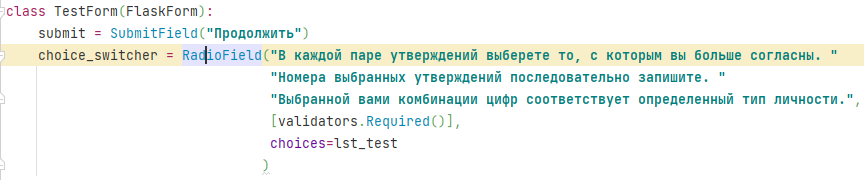 class TestForm(FlaskForm):
    submit = SubmitField("Продолжить")
    choice_switcher = RadioField("В каждой паре утверждений выберете то, с которым вы больше согласны. "
                                 "Номера выбранных утверждений последовательно запишите. "
                                 "Выбранной вами комбинации цифр соответствует определенный тип личности.",
                                 [validators.Required()],
                                 choices=lst_test
                                 )